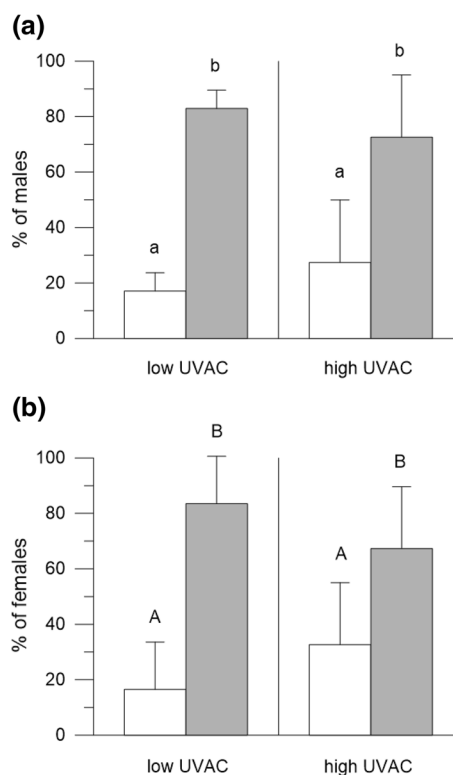 (a)
b
b
a
a
100
80
60
40
20
0
% of males
low UVAC
high UVAC
(b)
B
B
A
A
100
80
60
40
20
0
% of females
low UVAC
high UVAC